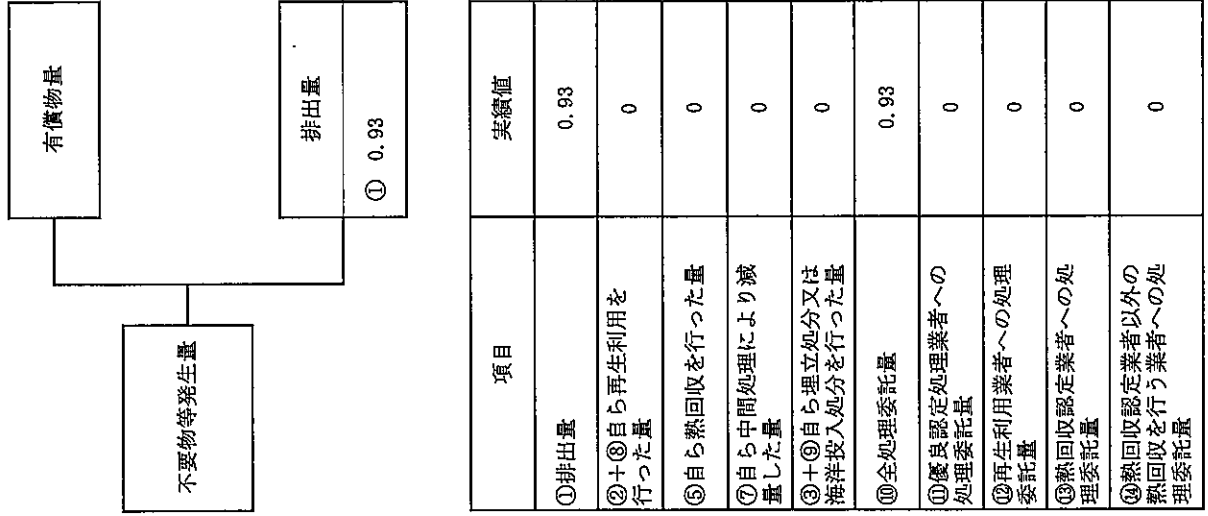 不要物等発生量
有償物量
排出量
① 0.93
項目
実績値
①排出量
0.93
②+⑧自ら再生利用を
行った量
0
⑤自ら熱回収を行った量
0
⑦自ら中間処理により減
量した量
0
③+⑨自ら埋立処分又は
海洋投入処分を行った量
0
⑩全処理委託量
0.93
⑪優良認定処理業者への
処理委託量
0
⑫再生利用業者への処理
委託量
0
⑬熱回収認定業者への処
理委託量
0
⑭熱回収認定業者以外の
熱回収を行う業者への処
理委託量
0